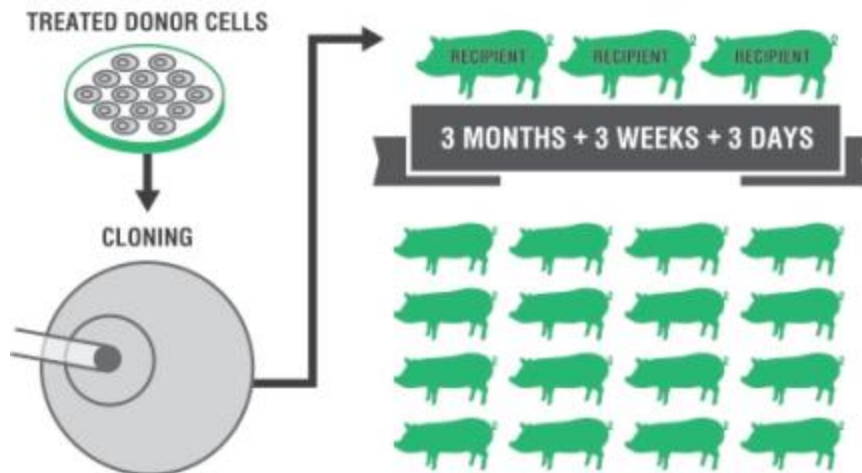 TREATED DONOR CELLS
CLONING
RECIPIENT RECIPIENT RECIPIENT
3 MONTHS + 3 WEEKS + 3 DAYS